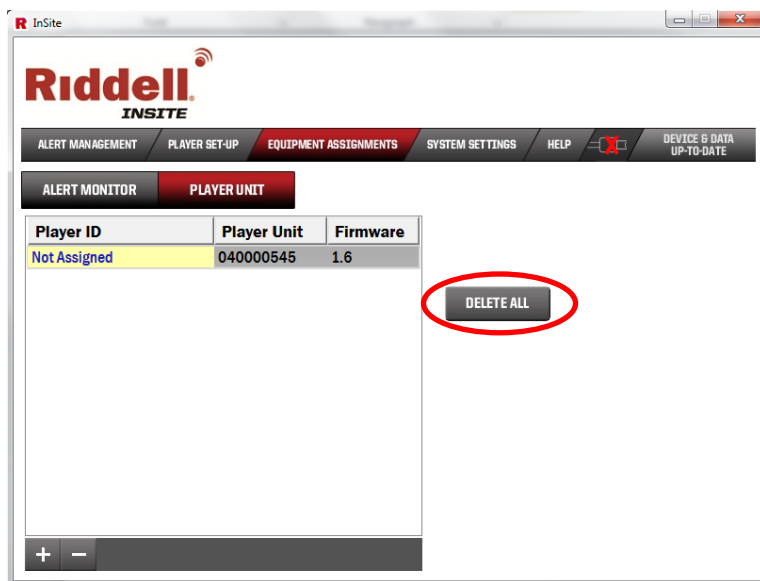 R InSite
Riddell
INSITE
ALERT MANAGEMENT PLAYER SET-UP EQUIPMENT ASSIGNMENTS SYSTEM SETTINGS HELP DEVICE & DATA UP-TO-DATE
ALERT MONITOR PLAYER UNIT
Player ID Player Unit Firmware
Not Assigned 040000545 1.6
DELETE ALL
+ −